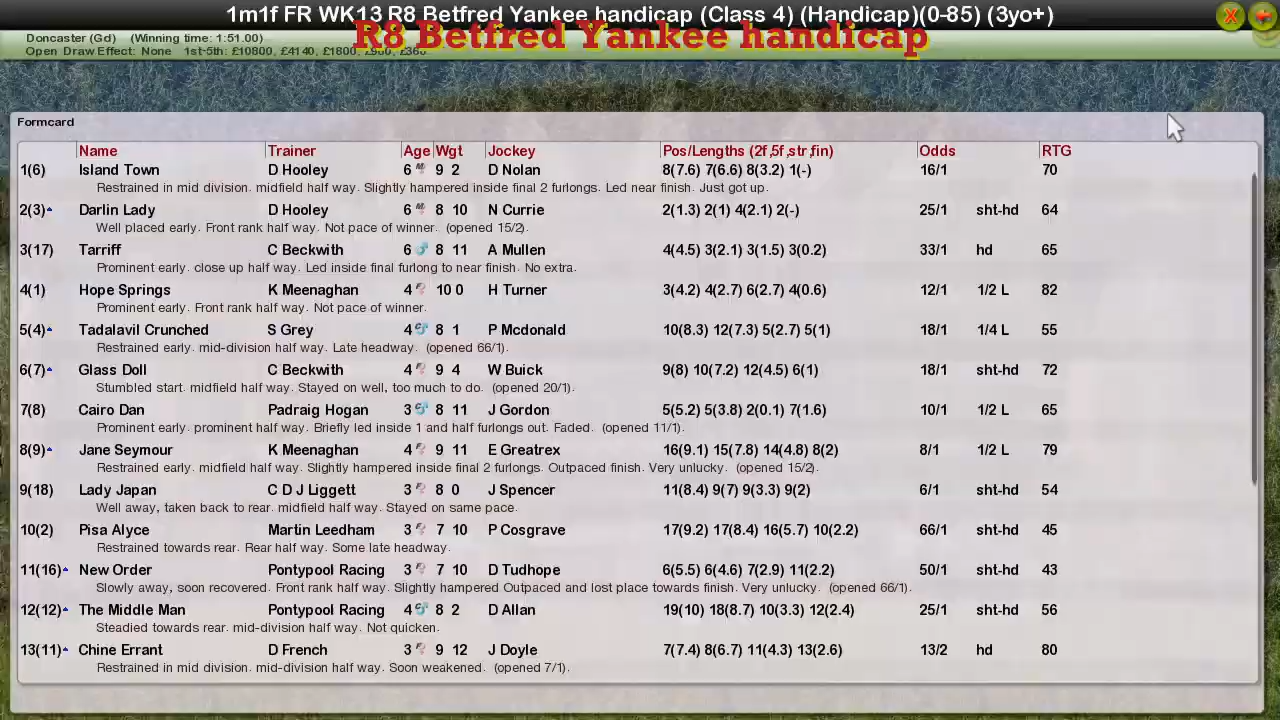 1m1f FR WK13 R8 Betfred Yankee handicap (Class 4) (Handicap)(0-85) (3yo+)
R8 Betfred Yankee handicap
Doncaster (Gd) (Winning time: 1:51.00)
Open Draw Effect: None 1st-5th: £10800, £4140, £1800, £900, £360
Formcard
Name Trainer Age Wgt Jockey Pos/Lengths (2f,5f,str,fin) Odds RTG
1(6) Island Town D Hooley 6 9 2 D Nolan 8(7.6) 7(6.6) 8(3.2) 1(-) 16/1 70
Restrained in mid division. midfield half way. Slightly hampered inside final 2 furlongs. Led near finish. Just got up.
2(3) Darlin Lady D Hooley 6 8 10 N Currie 2(1.3) 2(1) 4(2.1) 2(-) 25/1 sht-hd 64
Well placed early. Front rank half way. Not pace of winner. (opened 15/2).
3(17) Tarriff C Beckwith 6 8 11 A Mullen 4(4.5) 3(2.1) 3(1.5) 3(0.2) 33/1 hd 65
Prominent early. close up half way. Led inside final furlong to near finish. No extra.
4(1) Hope Springs K Meenaghan 4 10 0 H Turner 3(4.2) 4(2.7) 6(2.7) 4(0.6) 12/1 1/2 L 82
Prominent early. Front rank half way. Not pace of winner.
5(4) Tadalavil Crunched S Grey 4 8 1 P Mcdonald 10(8.3) 12(7.3) 5(2.7) 5(1) 18/1 1/4 L 55
Restrained early. mid-division half way. Late headway. (opened 66/1).
6(7) Glass Doll C Beckwith 4 9 4 W Buick 9(8) 10(7.2) 12(4.5) 6(1) 18/1 sht-hd 72
Stumbled start. midfield half way. Stayed on well, too much to do. (opened 20/1).
7(8) Cairo Dan Padraig Hogan 3 8 11 J Gordon 5(5.2) 5(3.8) 2(0.1) 7(1.6) 10/1 1/2 L 65
Prominent early. prominent half way. Briefly led inside 1 and half furlongs out. Faded. (opened 11/1).
8(9) Jane Seymour K Meenaghan 4 9 11 E Greatrex 16(9.1) 15(7.8) 14(4.8) 8(2) 8/1 1/2 L 79
Restrained early. midfield half way. Slightly hampered inside final 2 furlongs. Outpaced finish. Very unlucky. (opened 15/2).
9(18) Lady Japan C D J Liggett 3 8 0 J Spencer 11(8.4) 9(7) 9(3.3) 9(2) 6/1 sht-hd 54
Well away, taken back to rear. midfield half way. Stayed on same pace.
10(2) Pisa Alyce Martin Leedham 3 7 10 P Cosgrave 17(9.2) 17(8.4) 16(5.7) 10(2.2) 66/1 sht-hd 45
Restrained towards rear. Rear half way. Some late headway.
11(16) New Order Pontypool Racing 3 7 10 D Tudhope 6(5.5) 6(4.6) 7(2.9) 11(2.2) 50/1 sht-hd 43
Slowly away, soon recovered. Front rank half way. Slightly hampered Outpaced and lost place towards finish. Very unlucky. (opened 66/1).
12(12) The Middle Man Pontypool Racing 4 8 2 D Allan 19(10) 18(8.7) 10(3.3) 12(2.4) 25/1 sht-hd 56
Steadied towards rear. mid-division half way. Not quicken.
13(11) Chine Errant D French 3 9 12 J Doyle 7(7.4) 8(6.7) 11(4.3) 13(2.6) 13/2 hd 80
Restrained in mid division. mid-division half way. Soon weakened. (opened 7/1).